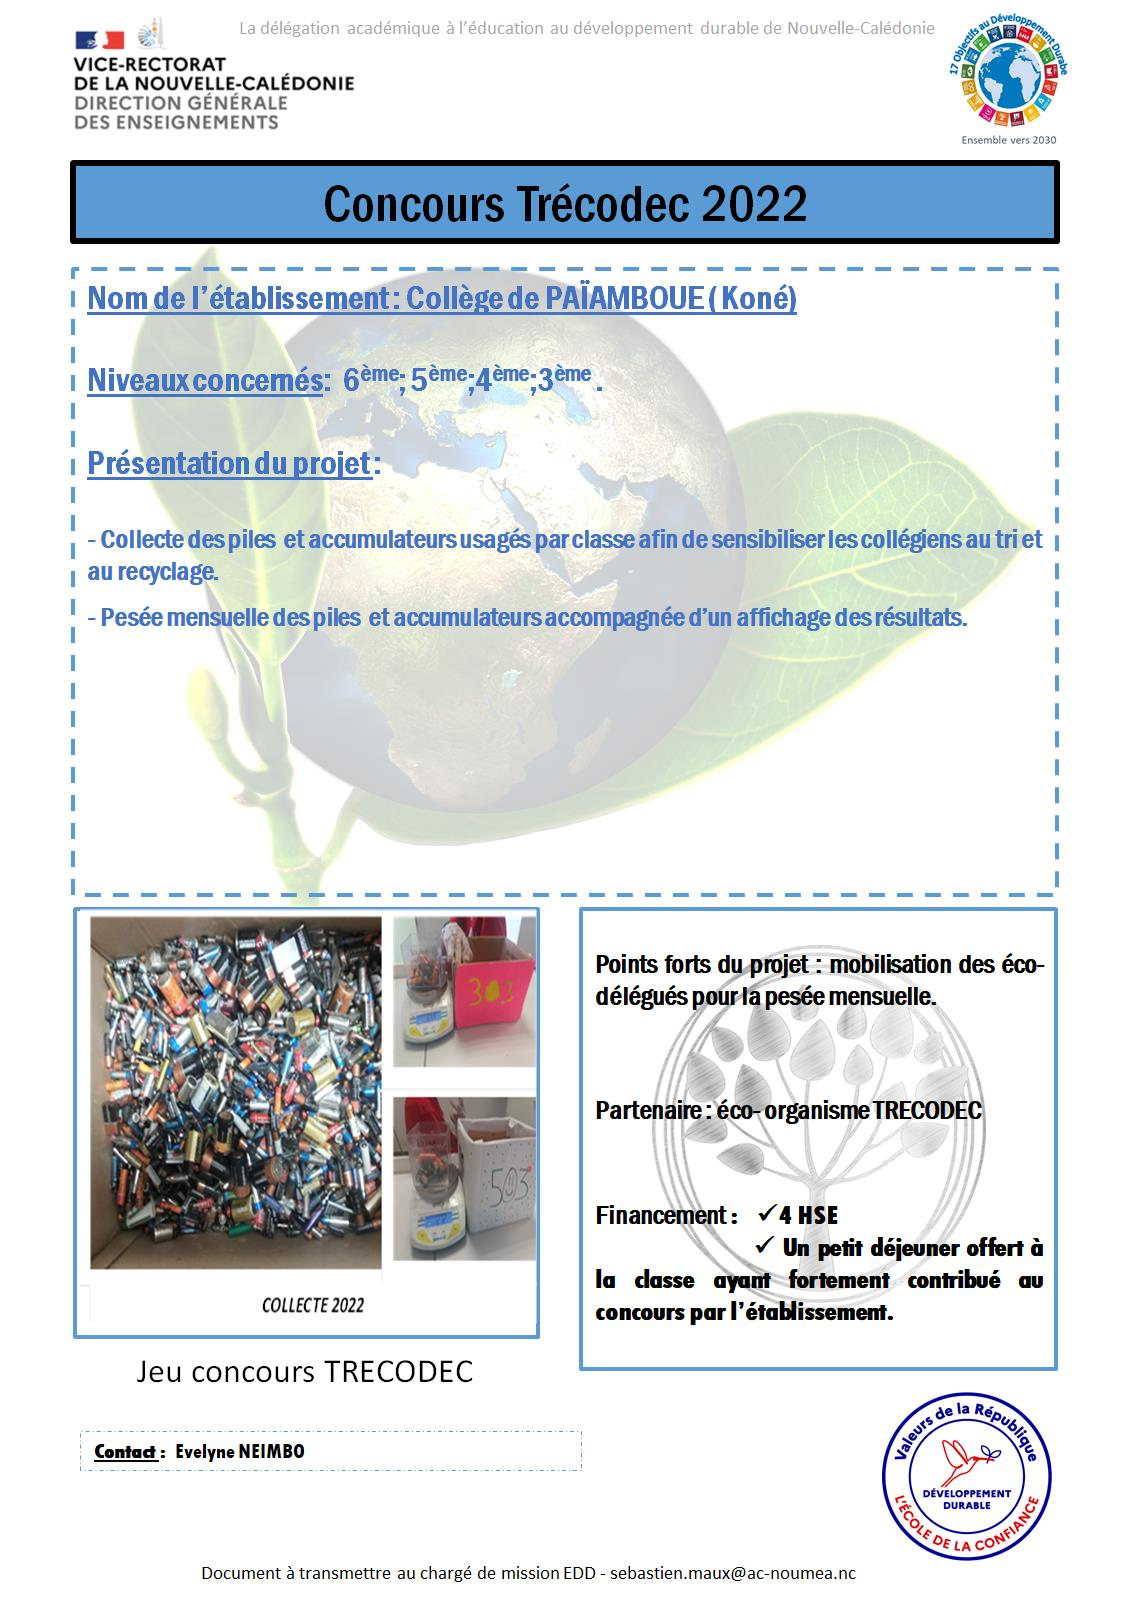 La délégation académique à l'éducation au développement durable de Nouvelle-Calédonie
VICE-RECTORAT
DE LA NOUVELLE-CALÉDONIE
DIRECTION GÉNÉRALE
DES ENSEIGNEMENTS
17 Objectifs au Développement Durabe
Ensemble vers 2030
Concours Trécodec 2022
Nom de l'établissement : Collège de PAÏAMBOUE ( Koné)
Niveaux concernés: 6ème; 5ème;4ème;3ème .
Présentation du projet :
- Collecte des piles et accumulateurs usagés par classe afin de sensibiliser les collégiens au tri et
au recyclage.
- Pesée mensuelle des piles et accumulateurs accompagnée d'un affichage des résultats.
303
503
COLLECTE 2022
Jeu concours TRECODEC
Points forts du projet : mobilisation des éco-
délégués pour la pesée mensuelle.
Partenaire : éco- organisme TRECODEC
Financement : ✓4 HSE
✓ Un petit déjeuner offert à
la classe ayant fortement contribué au
concours par l'établissement.
Contact : Evelyne NEIMBO
Valeurs de la République
DÉVELOPPEMENT
DURABLE
L'ÉCOLE DE LA CONFIANCE
Document à transmettre au chargé de mission EDD - sebastien.maux@ac-noumea.nc